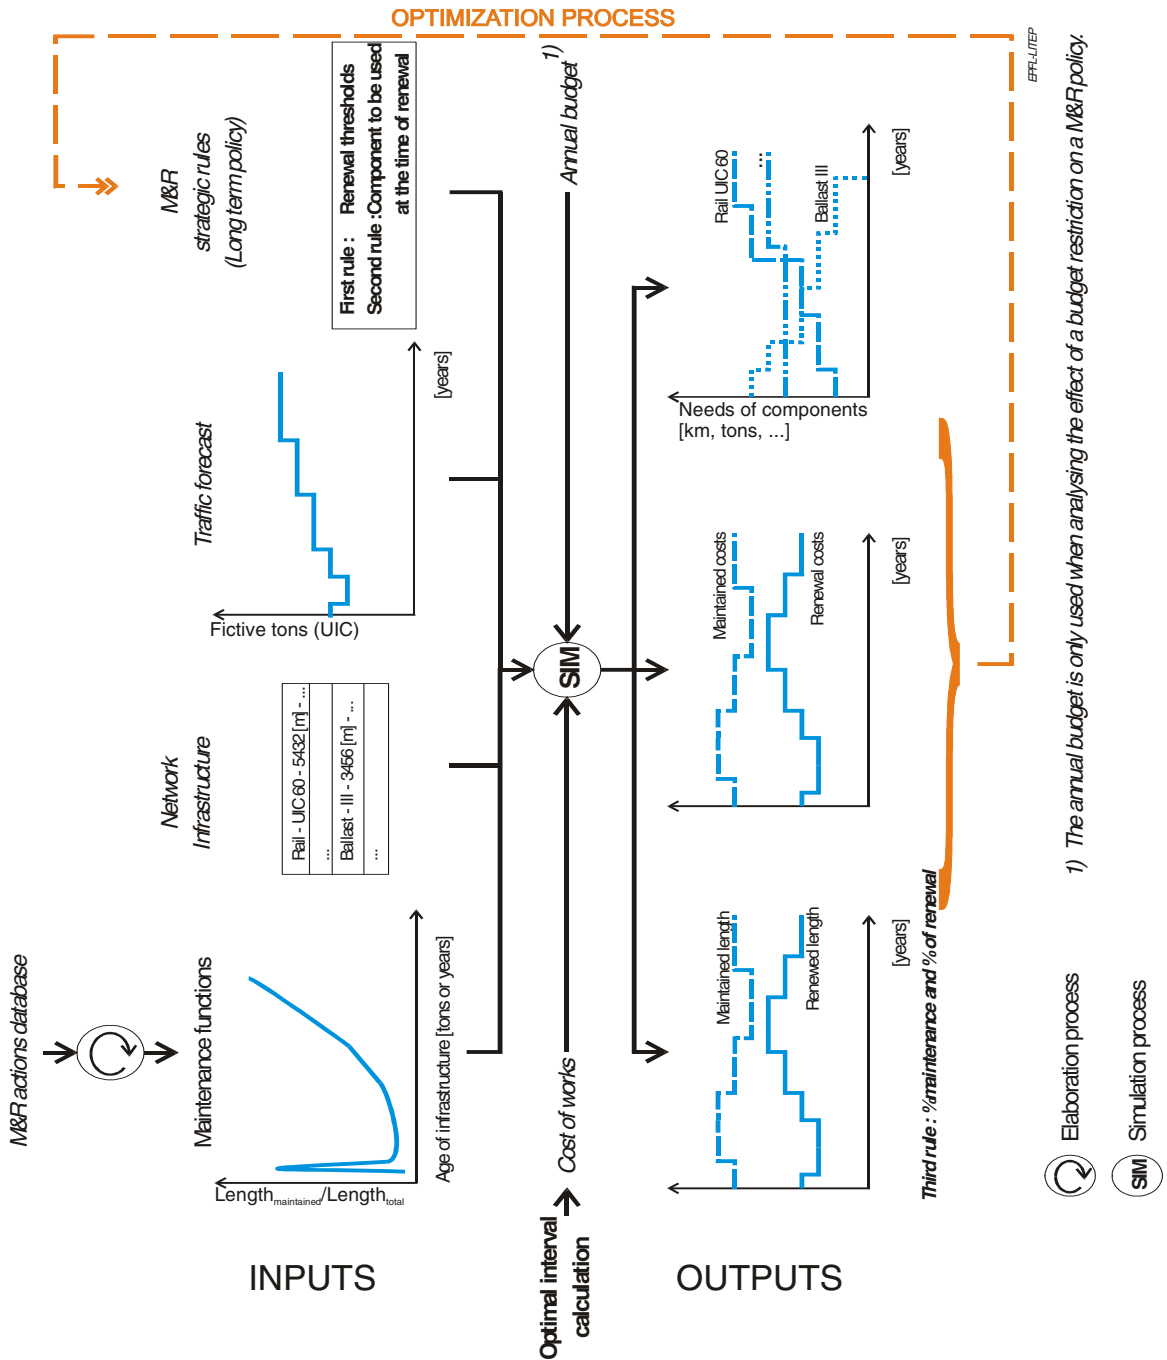 OPTIMIZATION PROCESS
M&R actions database
Maintenance functions
Length maintained/Length total
Age of infrastructure [tons or years]
Network
Infrastructure
Rail - UIC 60 - 5432 [m] - ...
...
Ballast - III - 3456 [m] - ...
...
Traffic forecast
Fictive tons (UIC)
[years]
M&R
strategic rules
(Long term policy)
First rule : Renewal thresholds
Second rule : Component to be used
at the time of renewal
INPUTS
Optimal interval
calculation
Cost of works
SIM
Annual budget 1)
OUTPUTS
Maintained length
Renewed length
[years]
Maintained costs
Renewal costs
[years]
Rail UIC 60
...
Ballast III
Needs of components
[km, tons, ...]
[years]
Third rule : % maintenance and % of renewal
EPFL-LITEP
Elaboration process
SIM Simulation process
1) The annual budget is only used when analysing the effect of a budget restriction on a M&R policy.